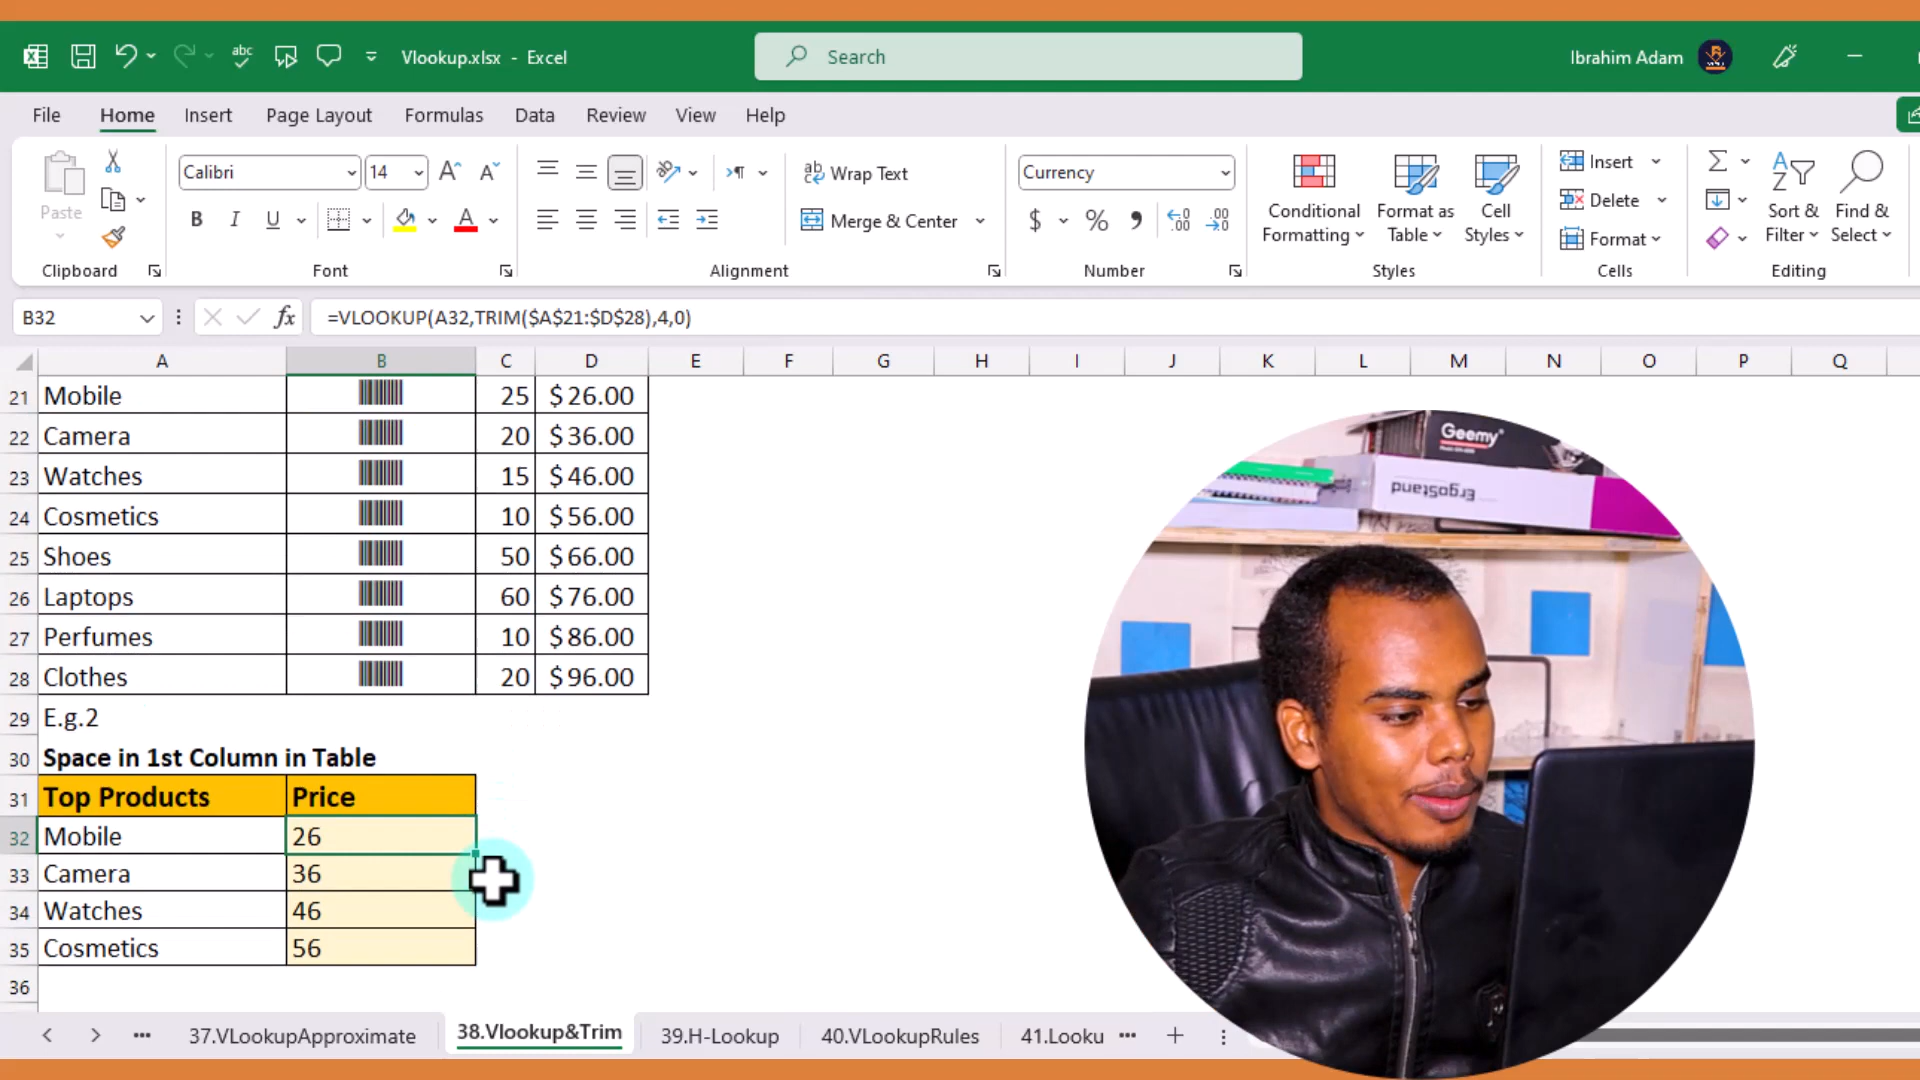 Vlookup.xlsx - Excel
Search
Ibrahim Adam
File Home Insert Page Layout Formulas Data Review View Help
Paste
Clipboard
Calibri 14
Font
Wrap Text
Merge & Center
Alignment
Currency
Number
Conditional Formatting
Format as Table
Cell Styles
Styles
Insert
Delete
Format
Cells
Sort & Filter
Find & Select
Editing
B32 fx =VLOOKUP(A32,TRIM($A$21:$D$28),4,0)
A B C D E F G H I J K L M N O P Q
21 Mobile 25 $26.00
22 Camera 20 $36.00
23 Watches 15 $46.00
24 Cosmetics 10 $56.00
25 Shoes 50 $66.00
26 Laptops 60 $76.00
27 Perfumes 10 $86.00
28 Clothes 20 $96.00
29 E.g.2
30 Space in 1st Column in Table
31 Top Products Price
32 Mobile 26
33 Camera 36
34 Watches 46
35 Cosmetics 56
36
Geemy
ErgoStand
37.VLookupApproximate 38.Vlookup&Trim 39.H-Lookup 40.VLookupRules 41.Looku